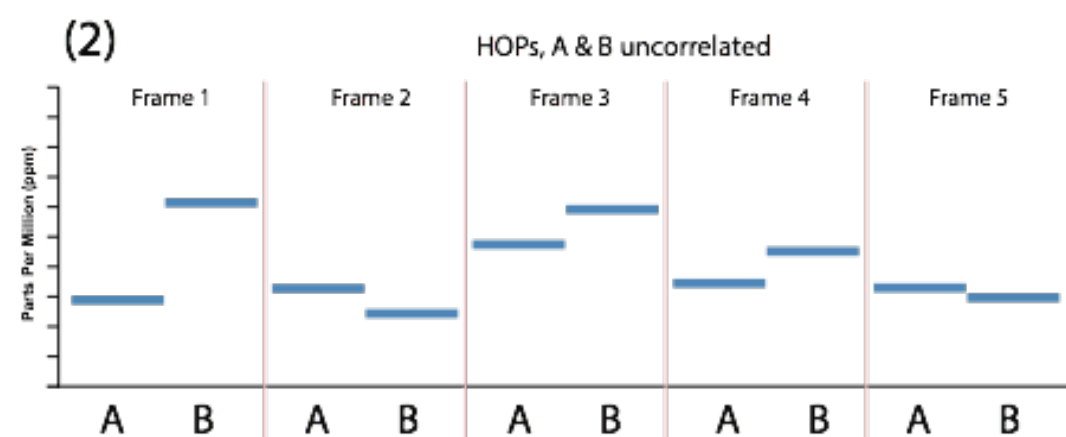 (2)
HOPs, A & B uncorrelated
Frame 1 Frame 2 Frame 3 Frame 4 Frame 5
Parts Per Million (ppm)
A B A B A B A B A B